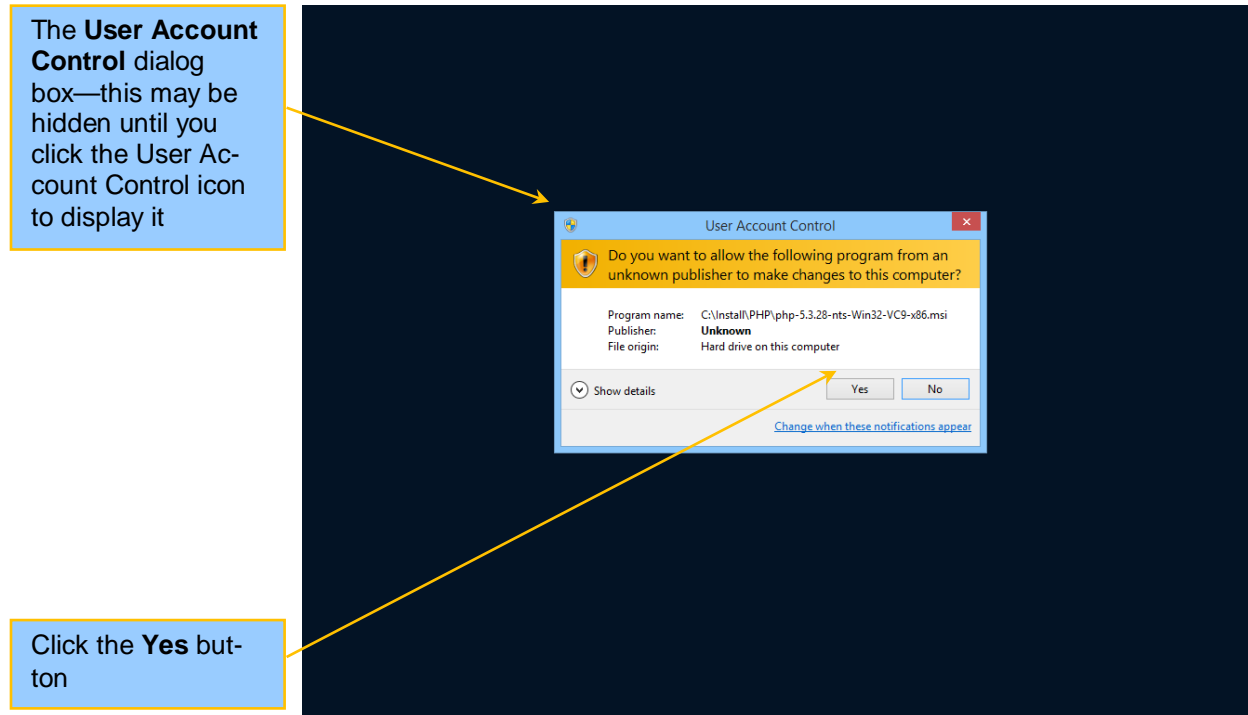 The User Account
Control dialog
box—this may be
hidden until you
click the User Ac-
count Control icon
to display it
User Account Control
Do you want to allow the following program from an
unknown publisher to make changes to this computer?
Program name: C:\Install\PHP\php-5.3.28-nts-Win32-VC9-x86.msi
Publisher: Unknown
File origin: Hard drive on this computer
Show details Yes No
Change when these notifications appear
Click the Yes but-
ton